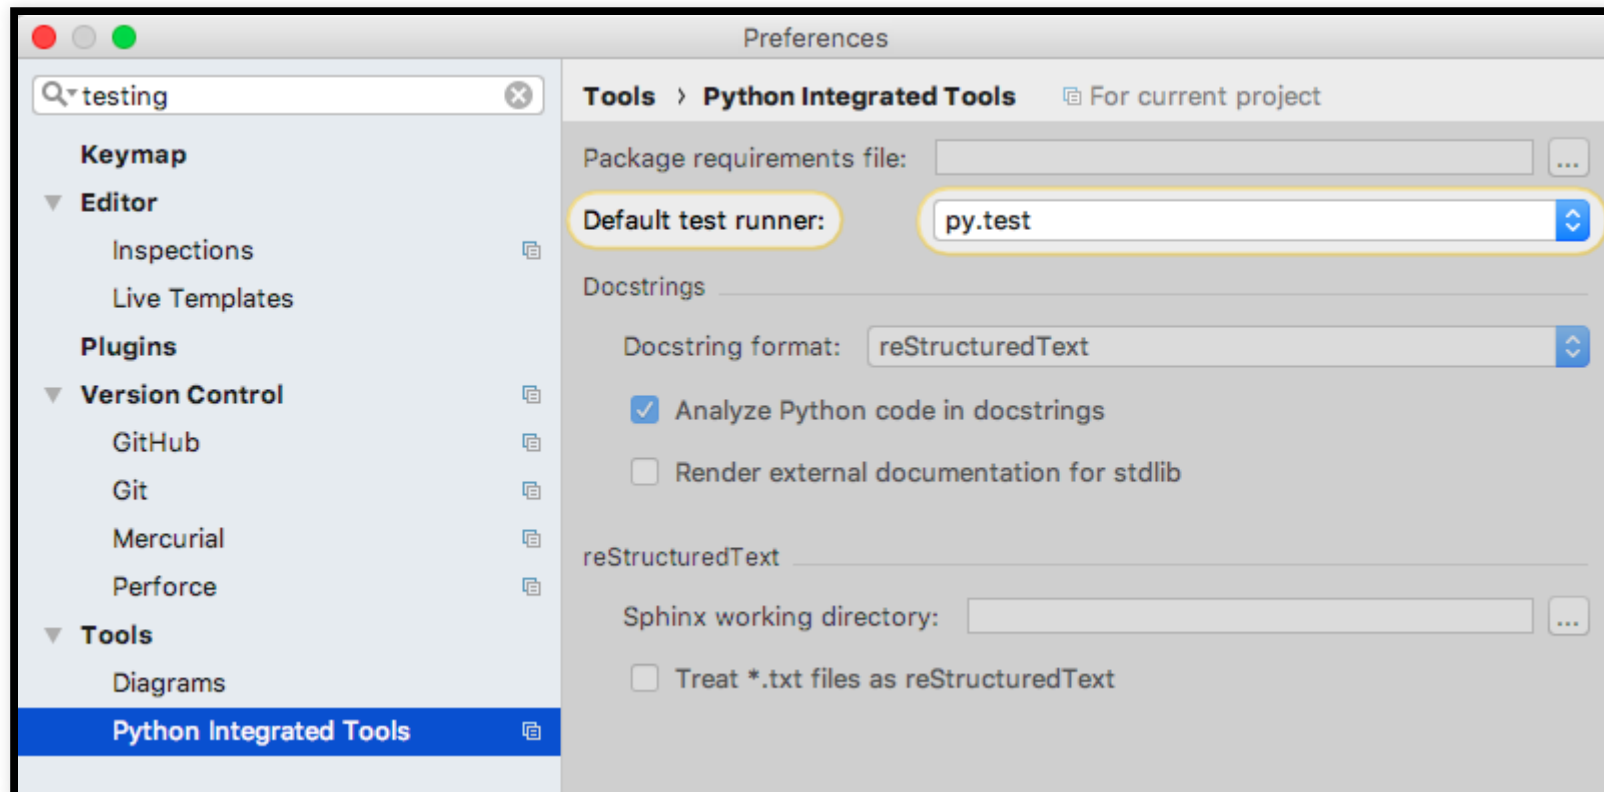 Preferences
testing
Tools › Python Integrated Tools For current project
Keymap
Editor
Inspections
Live Templates
Plugins
Version Control
GitHub
Git
Mercurial
Perforce
Tools
Diagrams
Python Integrated Tools
Package requirements file: ...
Default test runner: py.test
Docstrings
Docstring format: reStructuredText
Analyze Python code in docstrings
Render external documentation for stdlib
reStructuredText
Sphinx working directory: ...
Treat *.txt files as reStructuredText